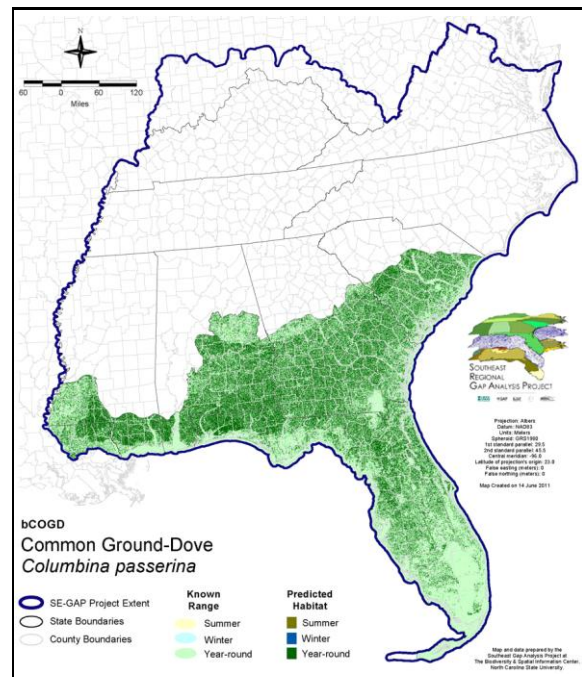 N
60 0 60 120
Miles
SOUTHEAST
REGIONAL
GAP ANALYSIS PROJECT
Projection: Albers
Datum: NAD83
Units: Meters
Spheroid: GRS1980
1st standard parallel: 29.5
2nd standard parallel: 45.5
Central meridian: -96.0
Latitude of projection's origin: 23.0
False easting (meters): 0
False northing (meters): 0
Map Created on 14 June 2011
bCOGD
Common Ground-Dove
Columbina passerina
SE-GAP Project Extent
State Boundaries
County Boundaries
Known
Range
Summer
Winter
Year-round
Predicted
Habitat
Summer
Winter
Year-round
Map and data prepared by the
Southeast Gap Analysis Project at
The Biodiversity & Spatial Information Center,
North Carolina State University.